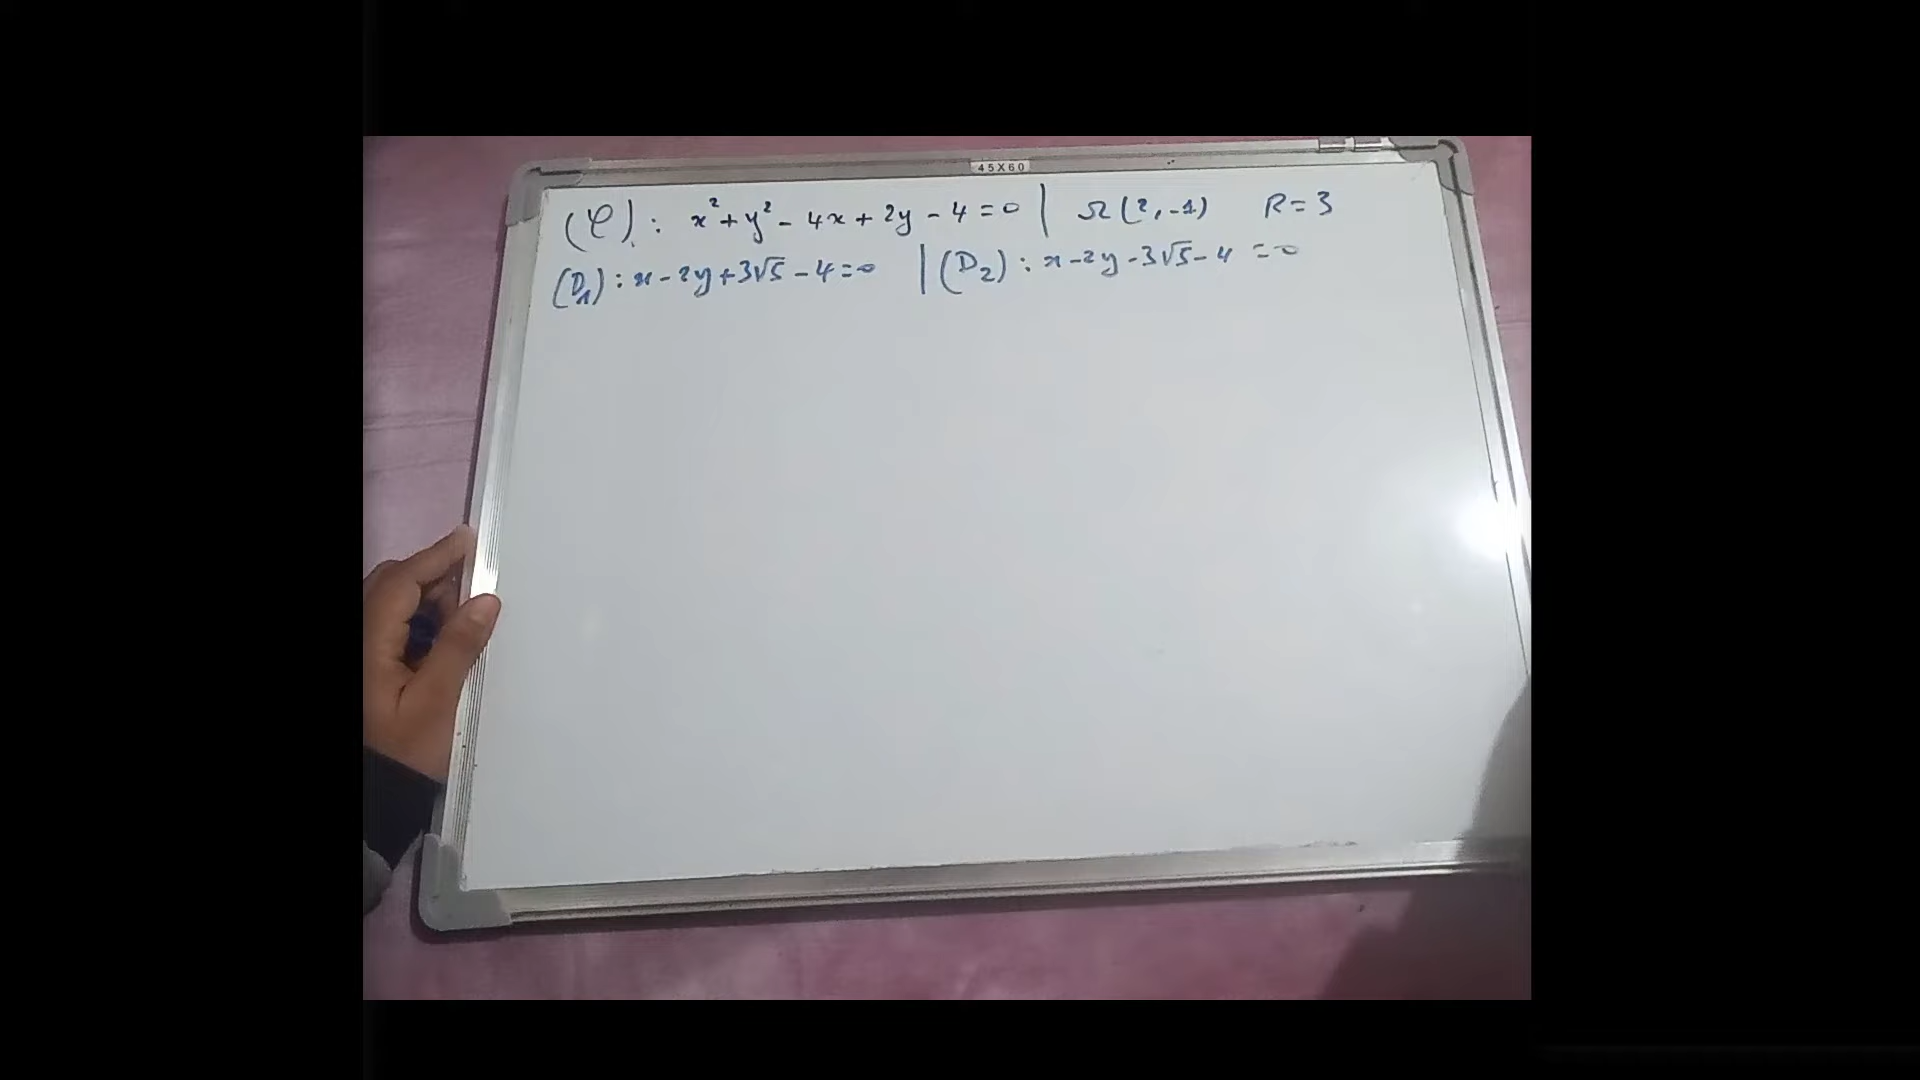 45X60
(C): x² + y² - 4x + 2y - 4 = 0 | Ω(2, -1) R = 3
(D₁): x - 2y + 3√5 - 4 = 0 | (D₂): x - 2y - 3√5 - 4 = 0